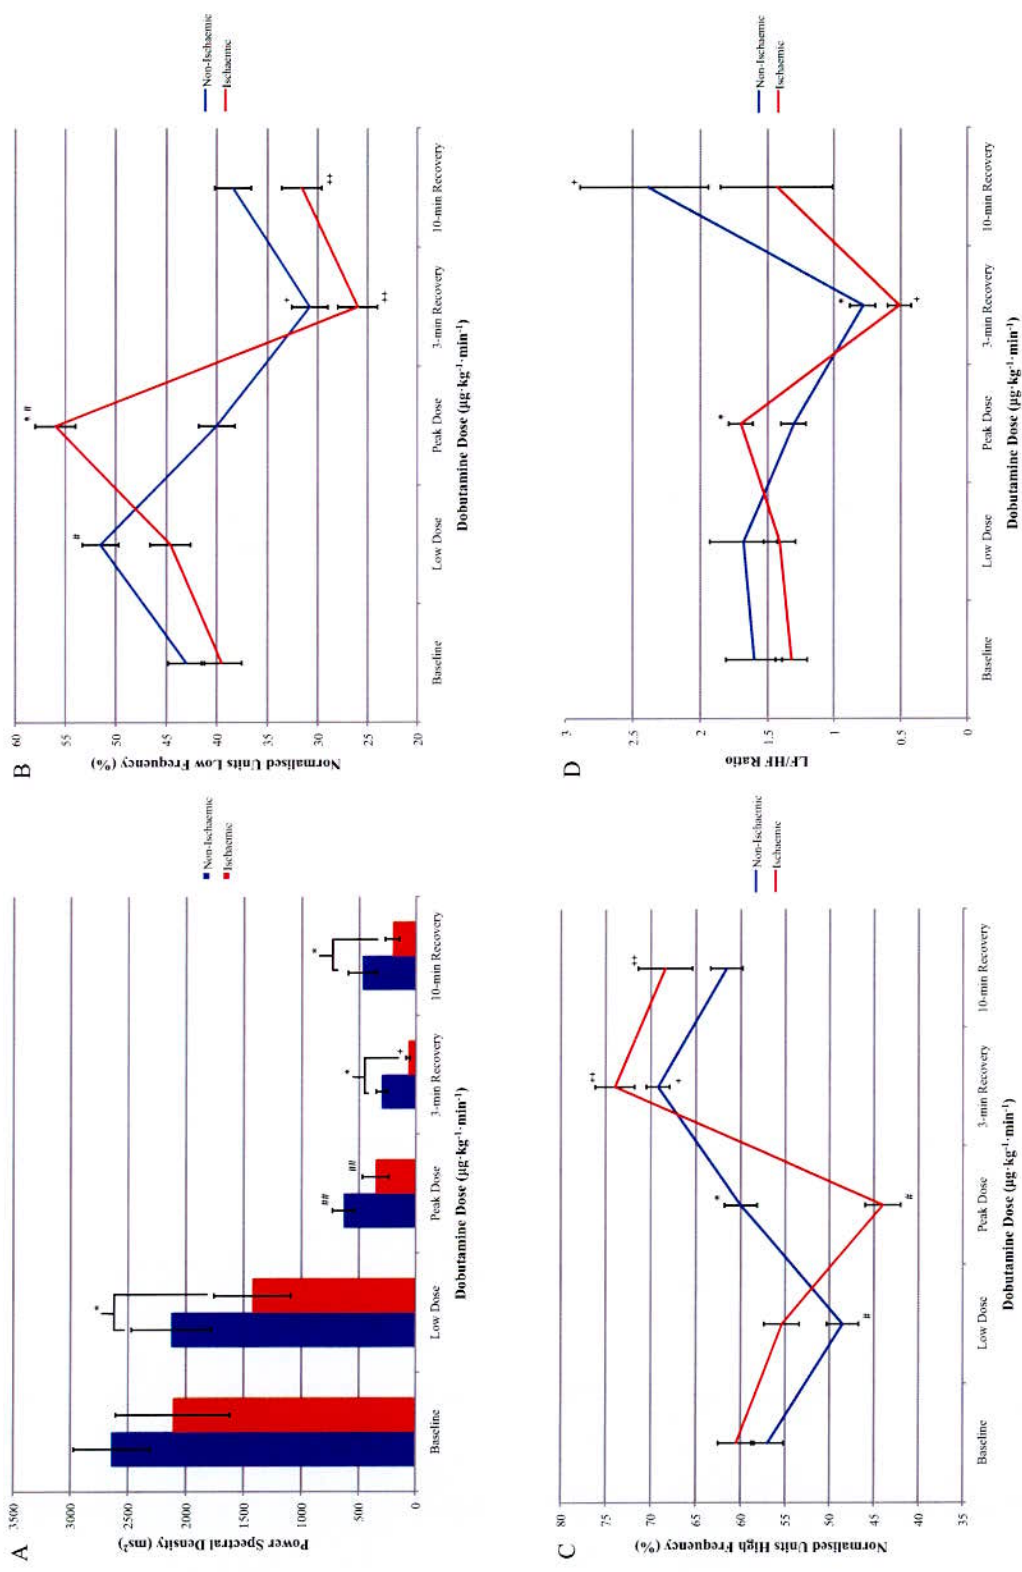 A
Power Spectral Density (ms²)
3500
3000
2500
2000
1500
1000
500
0
*
##
##
*
+
*
Baseline
Low Dose
Peak Dose
3-min Recovery
10-min Recovery
Dobutamine Dose (µg·kg⁻¹·min⁻¹)
Non-Ischaemic
Ischaemic
B
Normalised Units Low Frequency (%)
60
55
50
45
40
35
30
25
20
#
* #
+
++
++
Baseline
Low Dose
Peak Dose
3-min Recovery
10-min Recovery
Dobutamine Dose (µg·kg⁻¹·min⁻¹)
Non-Ischaemic
Ischaemic
C
Normalised Units High Frequency (%)
80
75
70
65
60
55
50
45
40
35
#
*
#
++
+
++
Baseline
Low Dose
Peak Dose
3-min Recovery
10-min Recovery
Dobutamine Dose (µg·kg⁻¹·min⁻¹)
Non-Ischaemic
Ischaemic
D
LF/HF Ratio
3
2.5
2
1.5
1
0.5
0
*
*
+
+
Baseline
Low Dose
Peak Dose
3-min Recovery
10-min Recovery
Dobutamine Dose (µg·kg⁻¹·min⁻¹)
Non-Ischaemic
Ischaemic